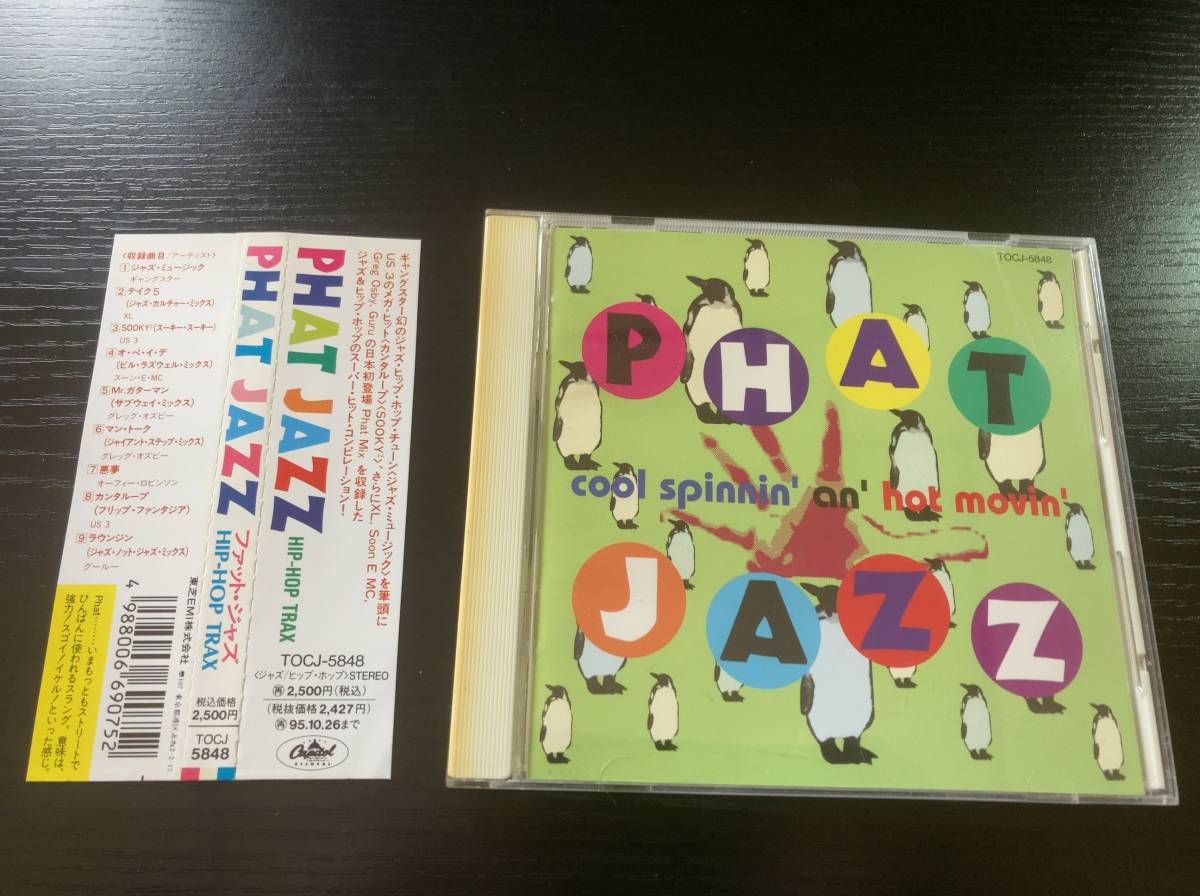 〈収録曲目/アーティスト〉
1 ジャズ・ミュージック
ギャングスター
2 テイク5
(ジャズ・カルチャー・ミックス)
XL
3 SOOKY²(スーキー・スーキー)
US 3
4 オ・ベ・イ・デ
(ビル・ラズウェル・ミックス)
スーン・E・MC
5 Mr.ガターマン
(サブウェイ・ミックス)
グレッグ・オズビー
6 マン・トーク
(ジャイアント・ステップ・ミックス)
グレッグ・オズビー
7 悪夢
オーフィー・ロビンソン
8 カンタループ
(フリップ・ファンタジア)
US 3
9 ラウンジン
(ジャズ・ノット・ジャズ・ミックス)
グールー
Phat……いまもっともストリートで
ひんぱんに使われるスラング。意味は、
強力!スゴイ!イケル!といった感じ。
4 988006 690752
東芝EMI株式会社
PHAT JAZZ
ファット・ジャズ
HIP-HOP TRAX
税込価格
2,500円
TOCJ
5848
PHAT JAZZ
HIP-HOP TRAX
ギャングスター幻のジャズ・ヒップ・ホップ・チューン〈ジャズ・ミュージック〉を筆頭に
US 3のメガ・ヒット〈カンタループ〉〈SOOKY²〉、さらにXL, Soon E MC,
Greg Osby, Guruの日本初登場 Phat Mix を収録した
ジャズ&ヒップ・ホップのスーパー・ヒット・コンピレーション!
TOCJ-5848
〈ジャズ/ヒップ・ホップ〉STEREO
再 2,500円(税込)
(税抜価格2,427円)
再 95.10.26まで
Capitol
RECORDS
TOCJ-5848
PHAT
cool spinnin' an' hot movin'
JAZZ